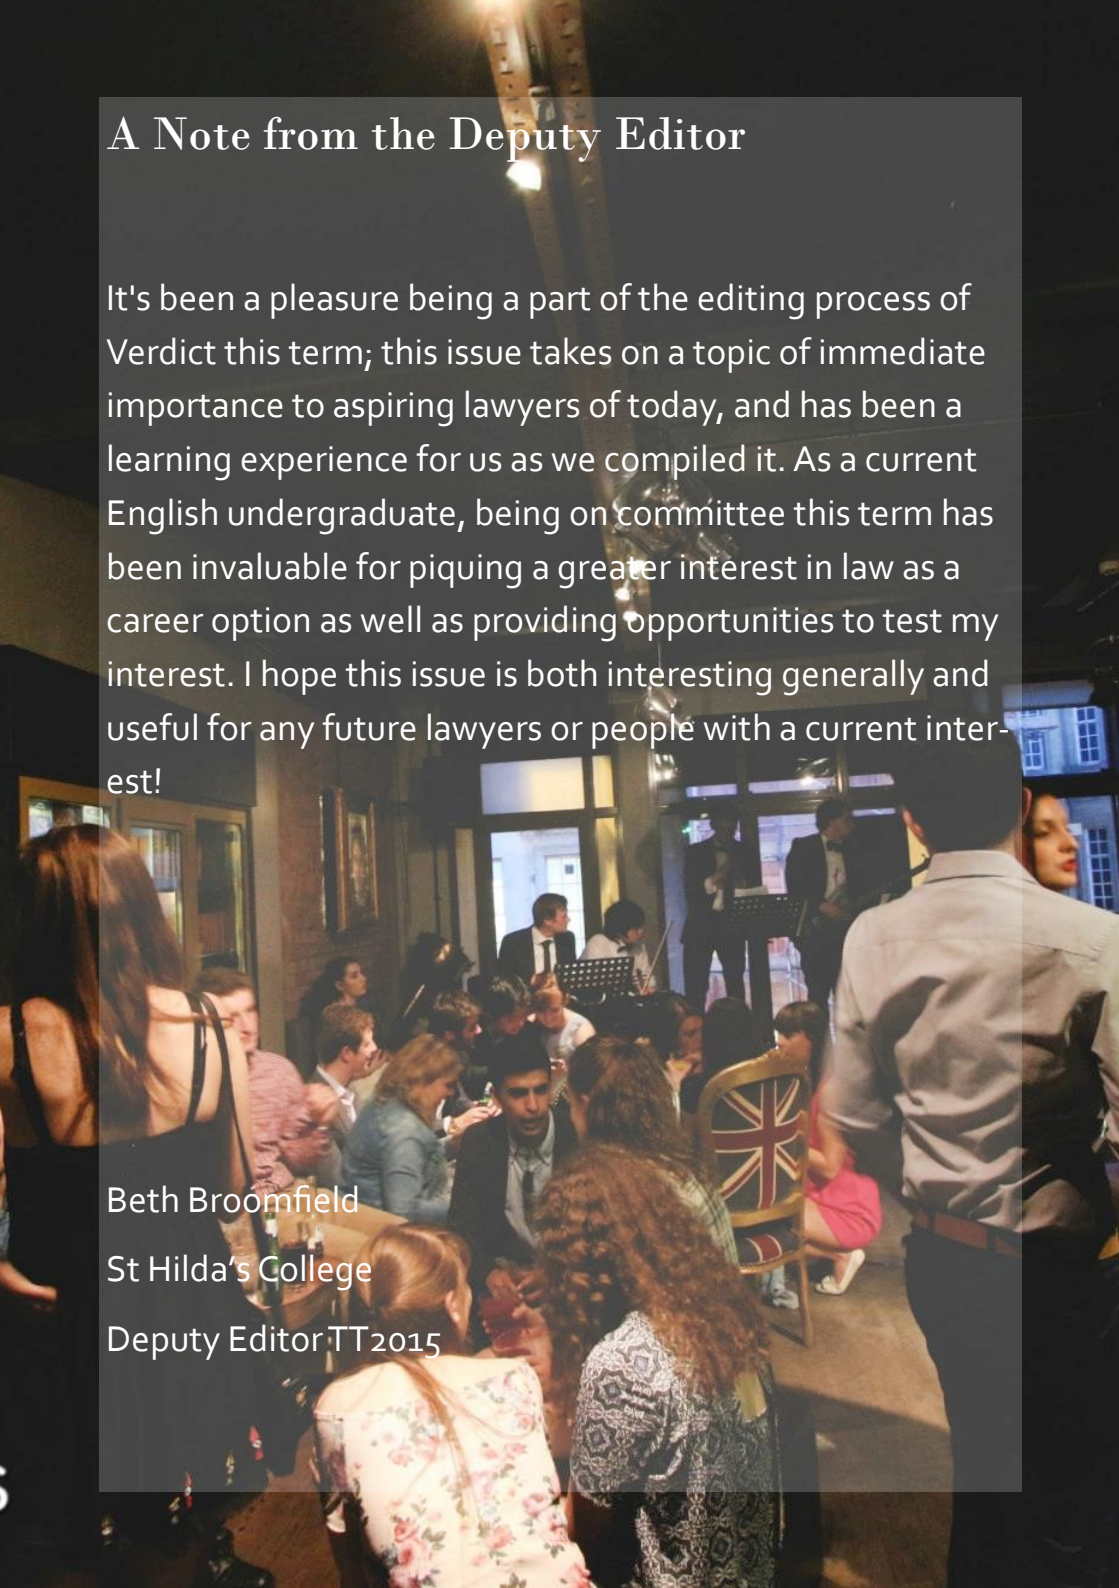 A Note from the Deputy Editor
It's been a pleasure being a part of the editing process of
Verdict this term; this issue takes on a topic of immediate
importance to aspiring lawyers of today, and has been a
learning experience for us as we compiled it. As a current
English undergraduate, being on committee this term has
been invaluable for piquing a greater interest in law as a
career option as well as providing opportunities to test my
interest. I hope this issue is both interesting generally and
useful for any future lawyers or people with a current inter-
est!
Beth Broomfield
St Hilda’s College
Deputy Editor TT2015